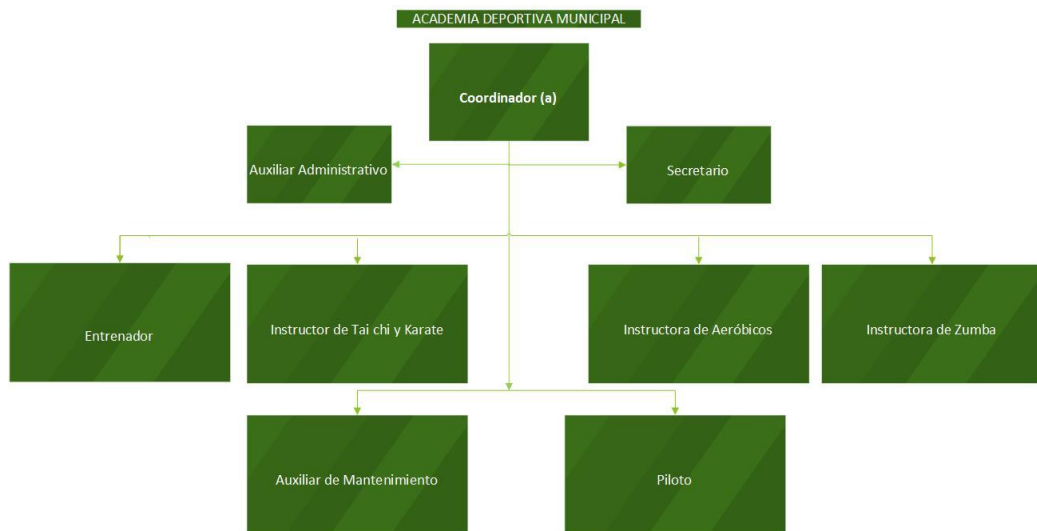 ACADEMIA DEPORTIVA MUNICIPAL
Coordinador (a)
Auxiliar Administrativo
Secretario
Entrenador
Instructor de Tai chi y Karate
Instructora de Aeróbicos
Instructora de Zumba
Auxiliar de Mantenimiento
Piloto